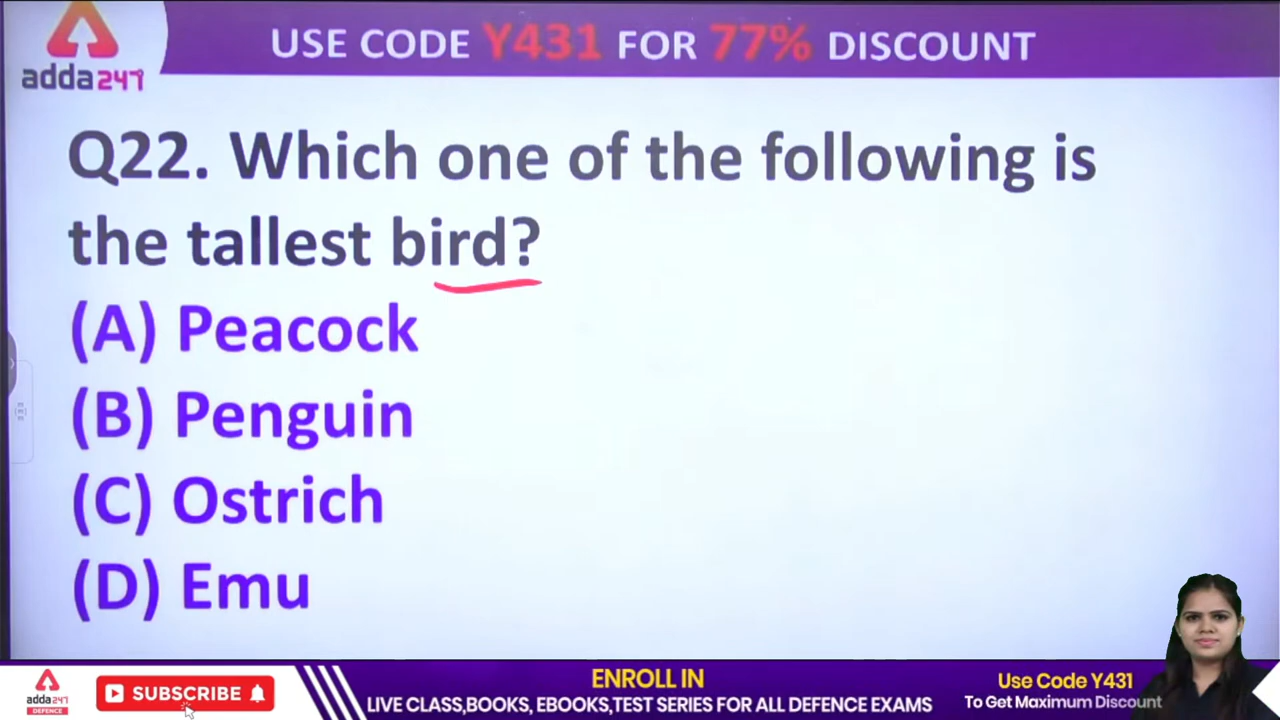 USE CODE Y431 FOR 77% DISCOUNT
adda247
Q22. Which one of the following is
the tallest bird?
(A) Peacock
(B) Penguin
(C) Ostrich
(D) Emu
adda247
DEFENCE
SUBSCRIBE
ENROLL IN
LIVE CLASS,BOOKS, EBOOKS,TEST SERIES FOR ALL DEFENCE EXAMS
Use Code Y431
To Get Maximum Discount